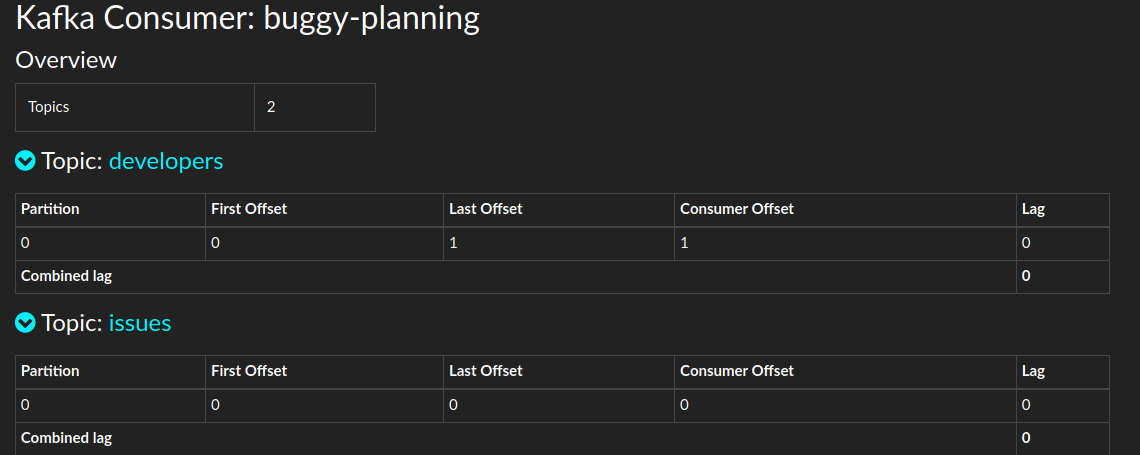 Kafka Consumer: buggy-planning
Overview
Topics 2
Topic: developers
Partition First Offset Last Offset Consumer Offset Lag
0 0 1 1 0
Combined lag 0
Topic: issues
Partition First Offset Last Offset Consumer Offset Lag
0 0 0 0 0
Combined lag 0